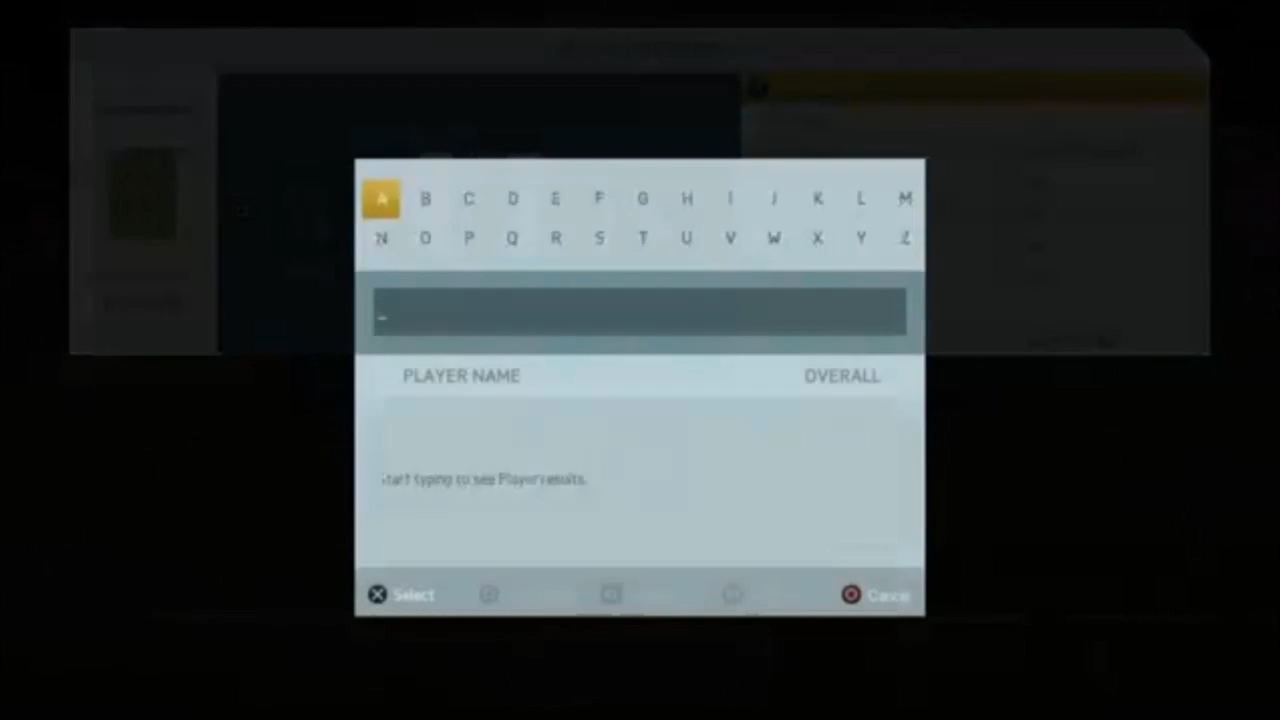 A B C D E F G H I J K L M
N O P Q R S T U V W X Y Z
_
PLAYER NAME OVERALL
Start typing to see Player results.
Select Cancel